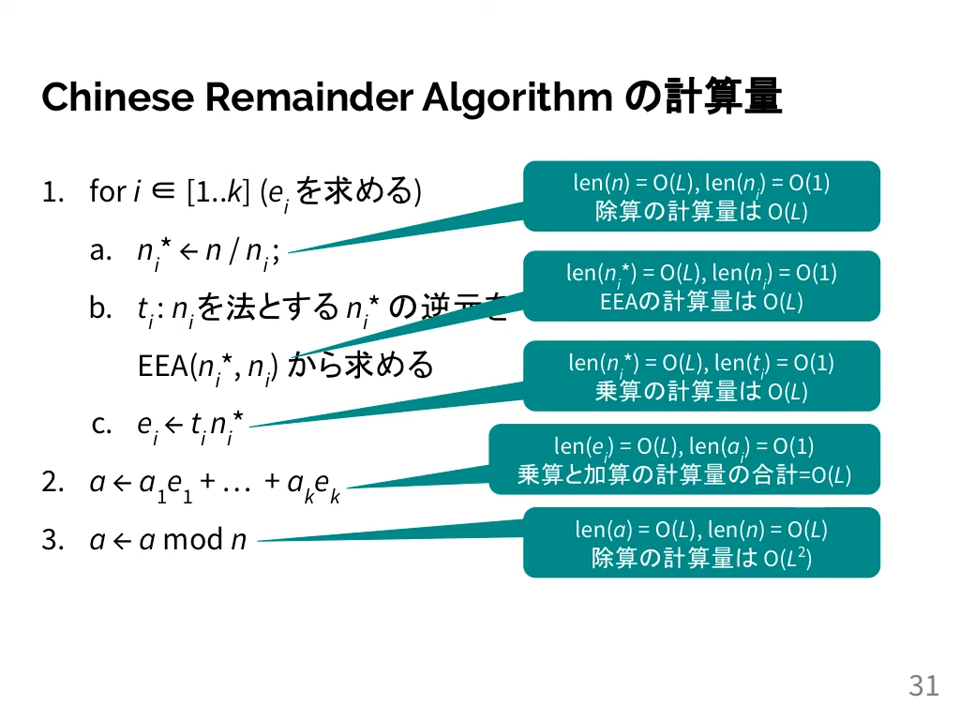 Chinese Remainder Algorithm の計算量
1. for i ∈ [1..k] (eᵢ を求める)
a. nᵢ* ← n / nᵢ ;
b. tᵢ : nᵢ を法とする nᵢ* の逆元を
EEA(nᵢ*, nᵢ) から求める
c. eᵢ ← tᵢ nᵢ*
2. a ← a₁e₁ + … + aₖeₖ
3. a ← a mod n
len(n) = O(L), len(nᵢ) = O(1)
除算の計算量は O(L)
len(nᵢ*) = O(L), len(nᵢ) = O(1)
EEAの計算量は O(L)
len(nᵢ*) = O(L), len(tᵢ) = O(1)
乗算の計算量は O(L)
len(eᵢ) = O(L), len(aᵢ) = O(1)
乗算と加算の計算量の合計=O(L)
len(a) = O(L), len(n) = O(L)
除算の計算量は O(L²)
31